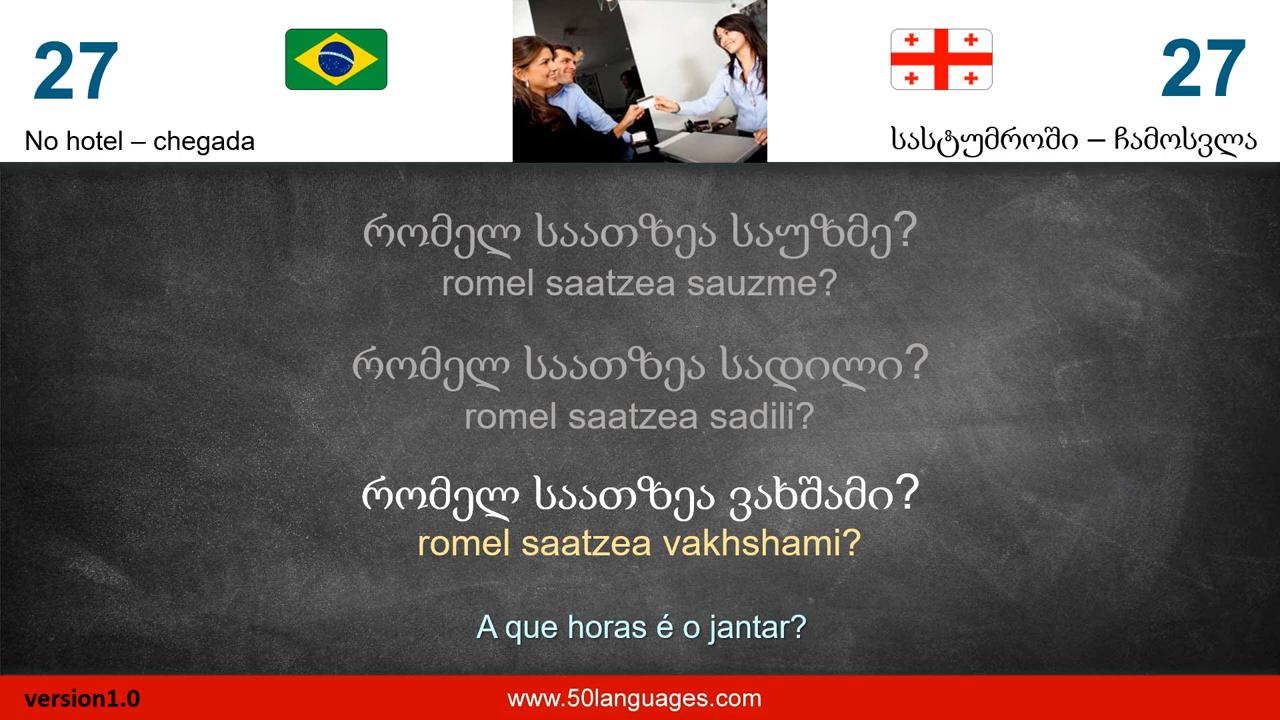 27
27
No hotel – chegada
სასტუმროში – ჩამოსვლა
რომელ საათზეა საუზმე?
romel saatzea sauzme?
რომელ საათზეა სადილი?
romel saatzea sadili?
რომელ საათზეა ვახშამი?
romel saatzea vakhshami?
A que horas é o jantar?
version1.0
www.50languages.com